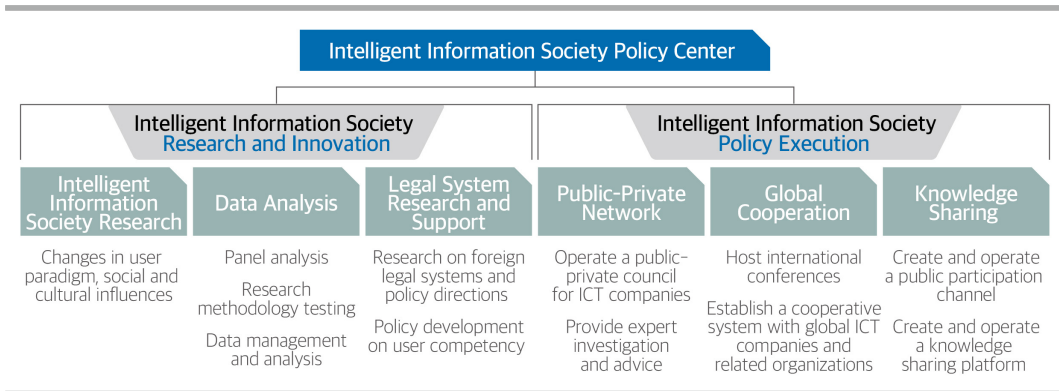 Intelligent Information Society Policy Center
Intelligent Information Society
Research and Innovation
Intelligent Information Society
Policy Execution
Intelligent
Information
Society Research
Data Analysis
Legal System
Research and
Support
Public-Private
Network
Global
Cooperation
Knowledge
Sharing
Changes in user
paradigm, social and
cultural influences
Panel analysis
Research
methodology testing
Data management
and analysis
Research on foreign
legal systems and
policy directions
Policy development
on user competency
Operate a public-
private council
for ICT companies
Provide expert
investigation
and advice
Host international
conferences
Establish a cooperative
system with global ICT
companies and
related organizations
Create and operate
a public participation
channel
Create and operate
a knowledge
sharing platform